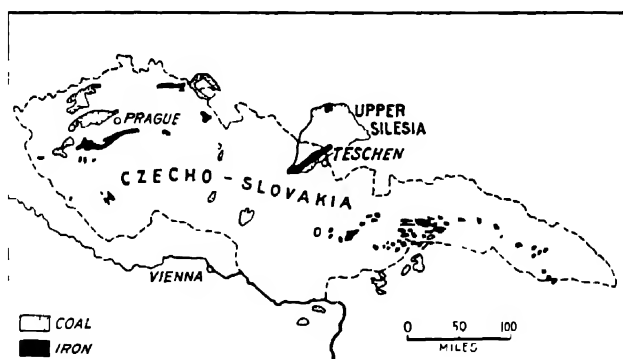 UPPER
SILESIA
PRAGUE
TESCHEN
CZECHO-SLOVAKIA
VIENNA
COAL
IRON
0 50 100
MILES